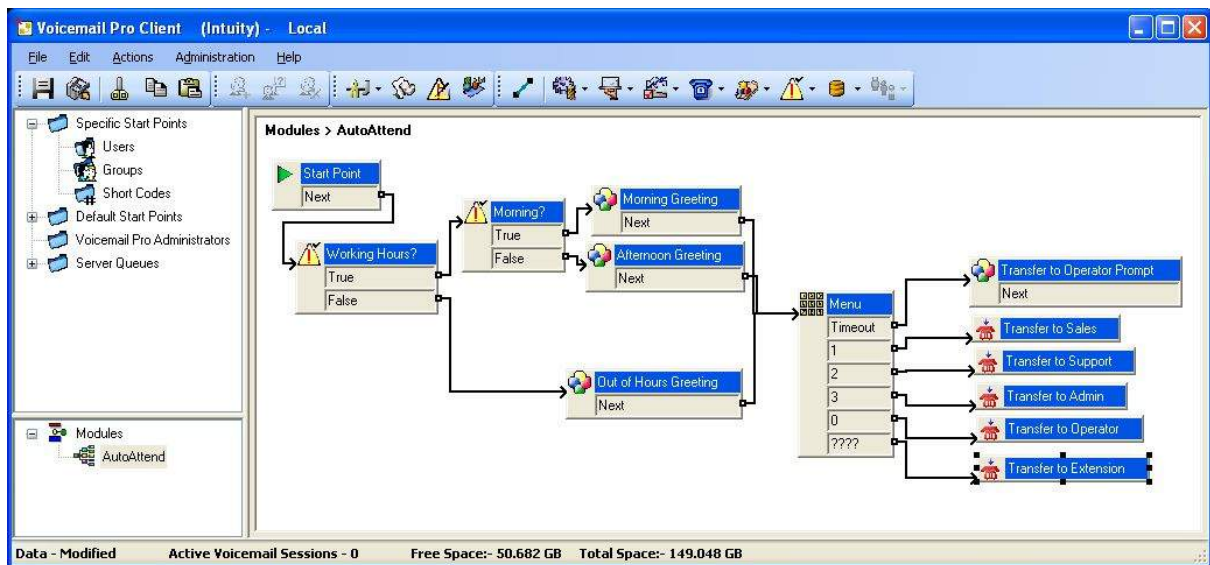 Voicemail Pro Client (Intuity) - Local
File Edit Actions Administration Help
Specific Start Points
Users
Groups
Short Codes
Default Start Points
Voicemail Pro Administrators
Server Queues
Modules
AutoAttend
Modules > AutoAttend
Start Point
Next
Working Hours?
True
False
Morning?
True
False
Morning Greeting
Next
Afternoon Greeting
Next
Out of Hours Greeting
Next
Menu
Timeout
1
2
3
0
????
Transfer to Operator Prompt
Next
Transfer to Sales
Transfer to Support
Transfer to Admin
Transfer to Operator
Transfer to Extension
Data - Modified Active Voicemail Sessions - 0 Free Space:- 50.682 GB Total Space:- 149.048 GB